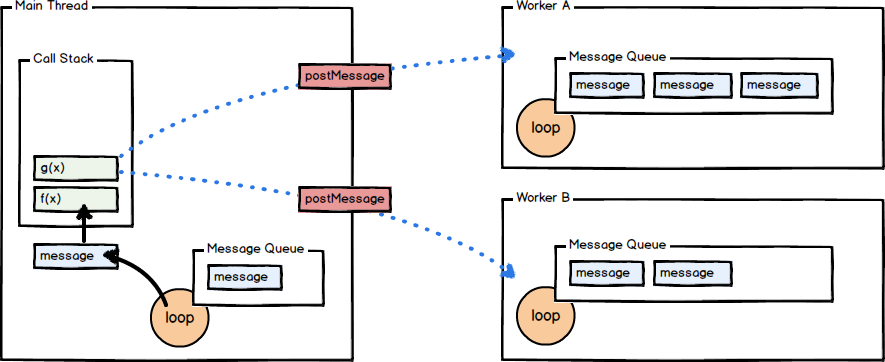 Main Thread
Call Stack
g(x)
f(x)
message
loop
Message Queue
message
postMessage
postMessage
Worker A
Message Queue
message message message
loop
Worker B
Message Queue
message message
loop